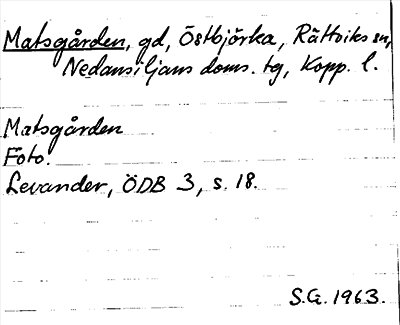 Matsgården, gd, Östbjörka, Rättviks sn,
Nedansiljans doms. tg, Kopp. l.
Matsgården
Foto.
Levander, ÖDB 3, s. 18.
S.G. 1963.